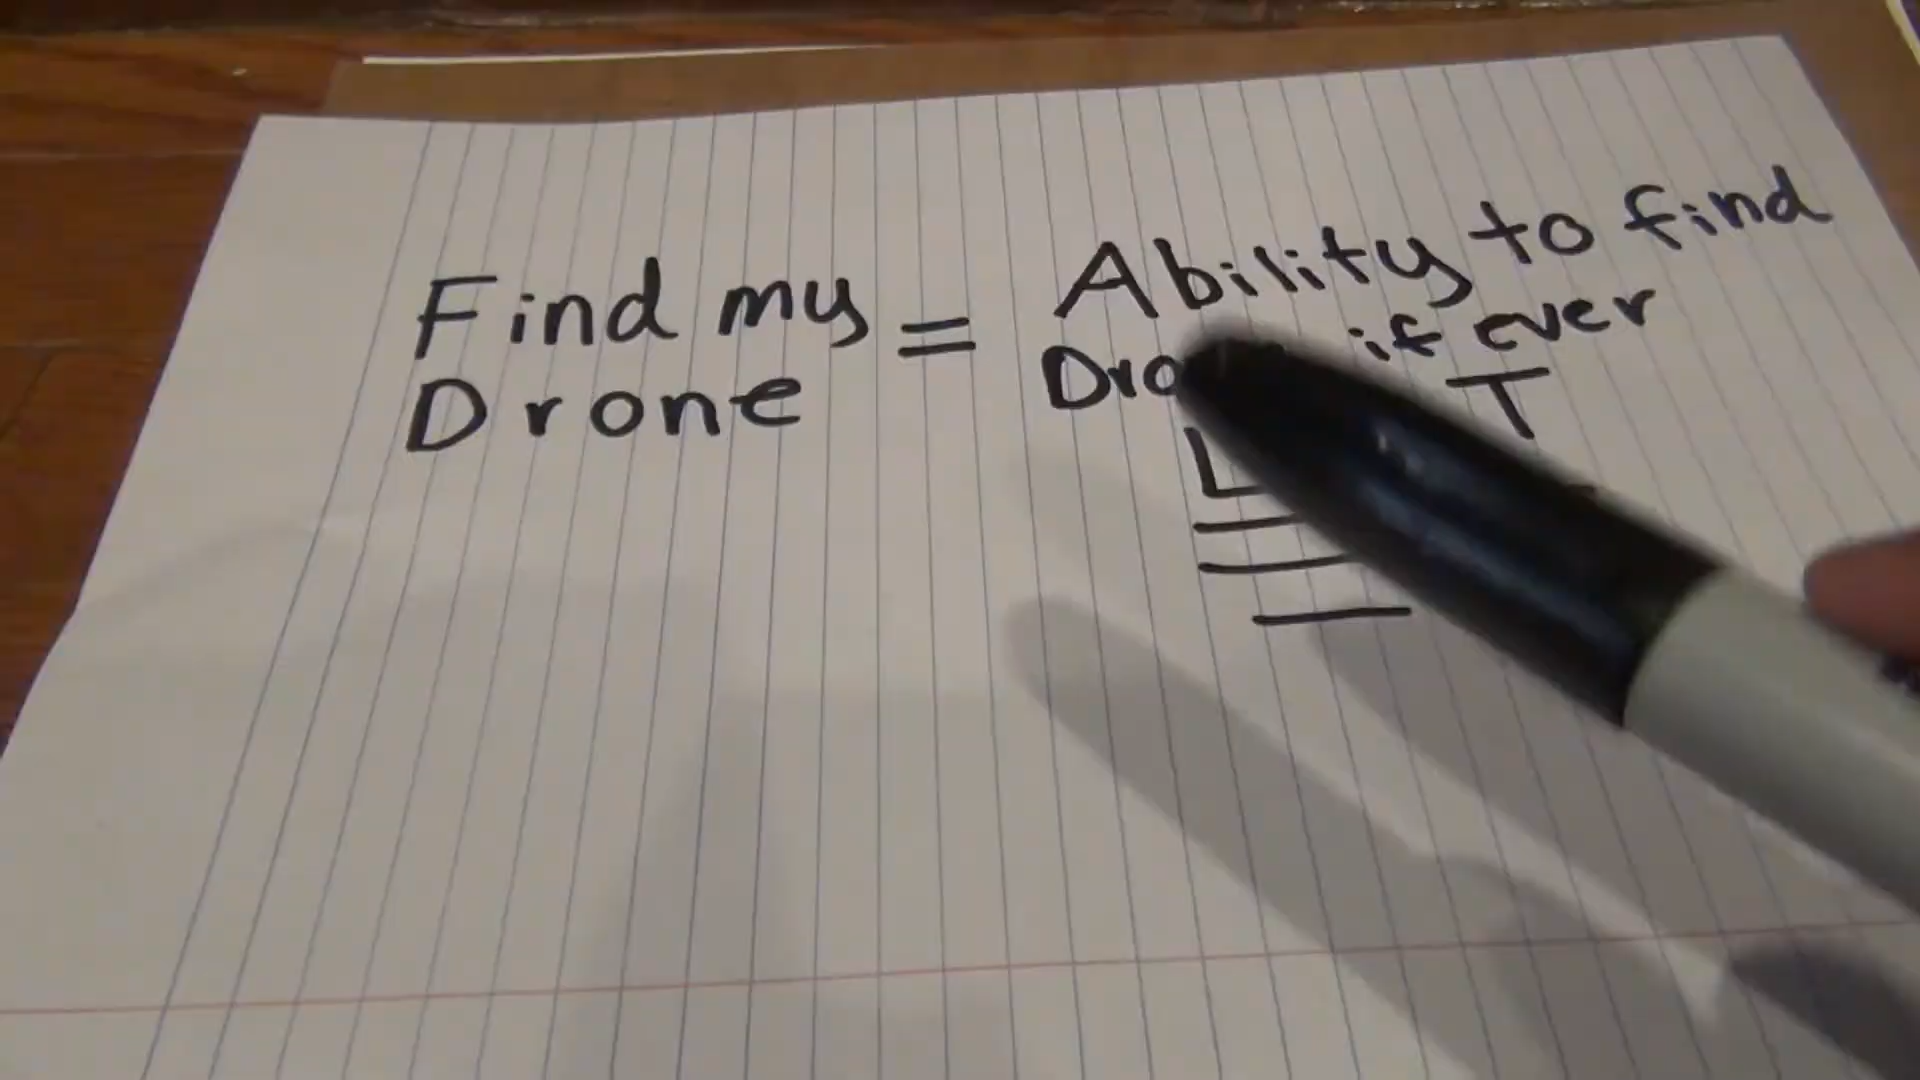 Find my = Ability to find
Drone if ever